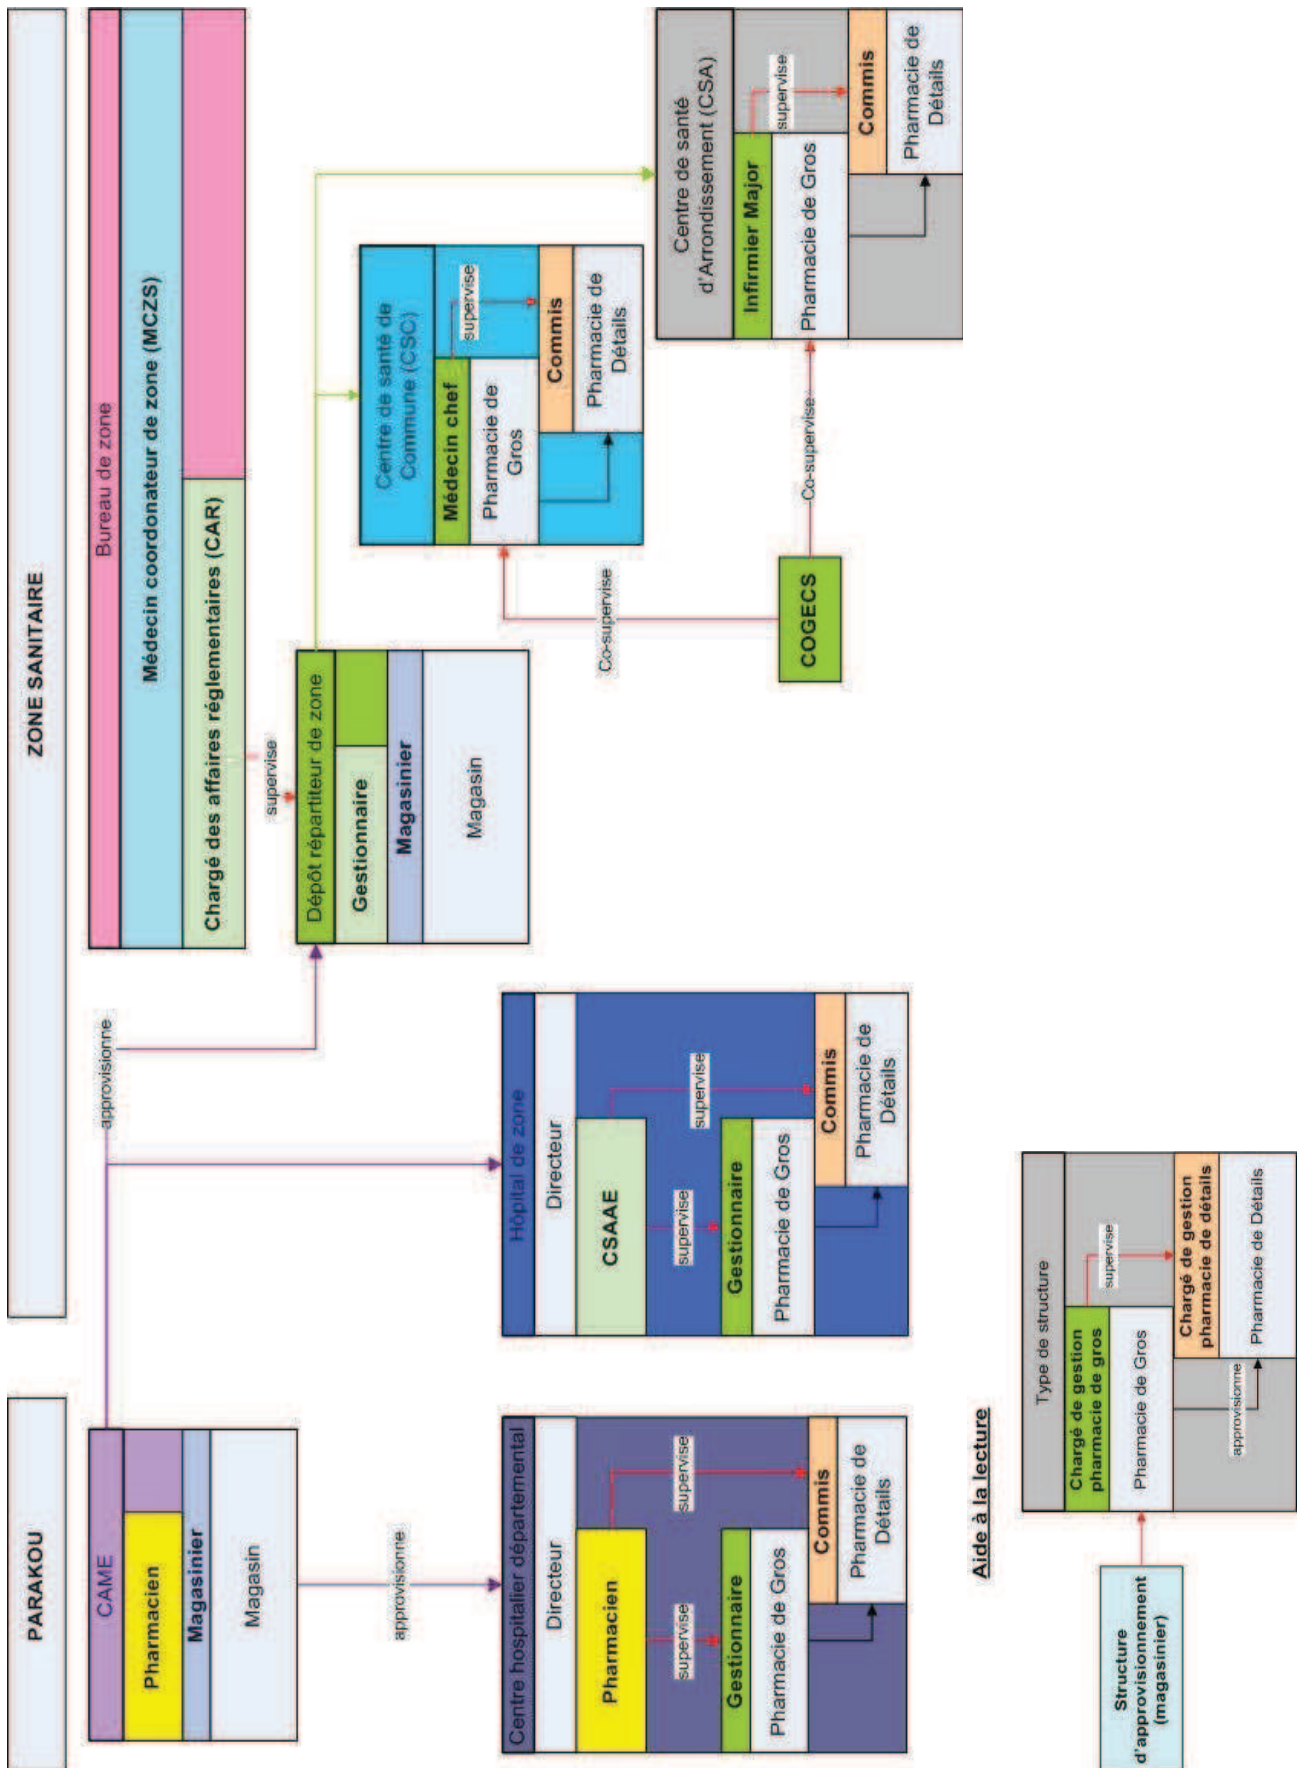 PARAKOU
ZONE SANITAIRE
CAME
Pharmacien
Magasinier
Magasin
approvisionne
Centre hospitalier départemental
Directeur
Pharmacien
supervise
supervise
Gestionnaire
Pharmacie de Gros
Commis
Pharmacie de
Détails
approvisionne
Hôpital de zone
Directeur
CSAAE
supervise
supervise
Gestionnaire
Pharmacie de Gros
Commis
Pharmacie de
Détails
Bureau de zone
Médecin coordonateur de zone (MCZS)
Chargé des affaires réglementaires (CAR)
supervise
Dépôt répartiteur de zone
Gestionnaire
Magasinier
Magasin
Centre de santé de
Commune (CSC)
Médecin chef
supervise
Pharmacie de
Gros
Commis
Pharmacie de
Détails
Co-supervise
COGECS
Co-supervise
Centre de santé
d'Arrondissement (CSA)
Infirmier Major
supervise
Pharmacie de Gros
Commis
Pharmacie de
Détails
Aide à la lecture
Structure
d'approvisionnement
(magasinier)
Type de structure
Chargé de gestion
pharmacie de gros
supervise
Pharmacie de Gros
Chargé de gestion
pharmacie de détails
approvisionne
Pharmacie de Détails